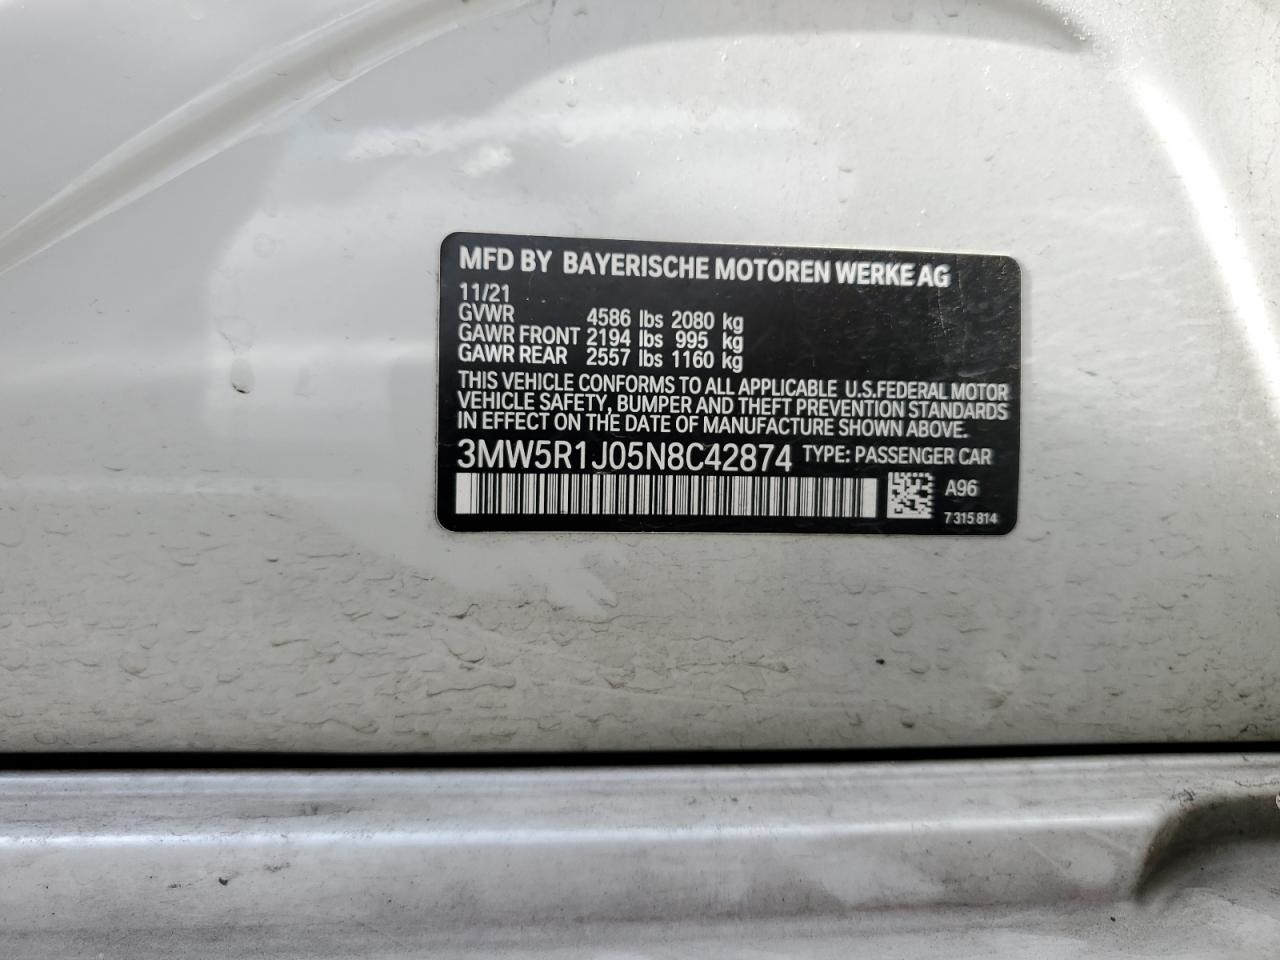 MFD BY BAYERISCHE MOTOREN WERKE AG
11/21
GVWR 4586 lbs 2080 kg
GAWR FRONT 2194 lbs 995 kg
GAWR REAR 2557 lbs 1160 kg
THIS VEHICLE CONFORMS TO ALL APPLICABLE U.S.FEDERAL MOTOR
VEHICLE SAFETY, BUMPER AND THEFT PREVENTION STANDARDS
IN EFFECT ON THE DATE OF MANUFACTURE SHOWN ABOVE.
3MW5R1J05N8C42874 TYPE: PASSENGER CAR
A96
7 315 814